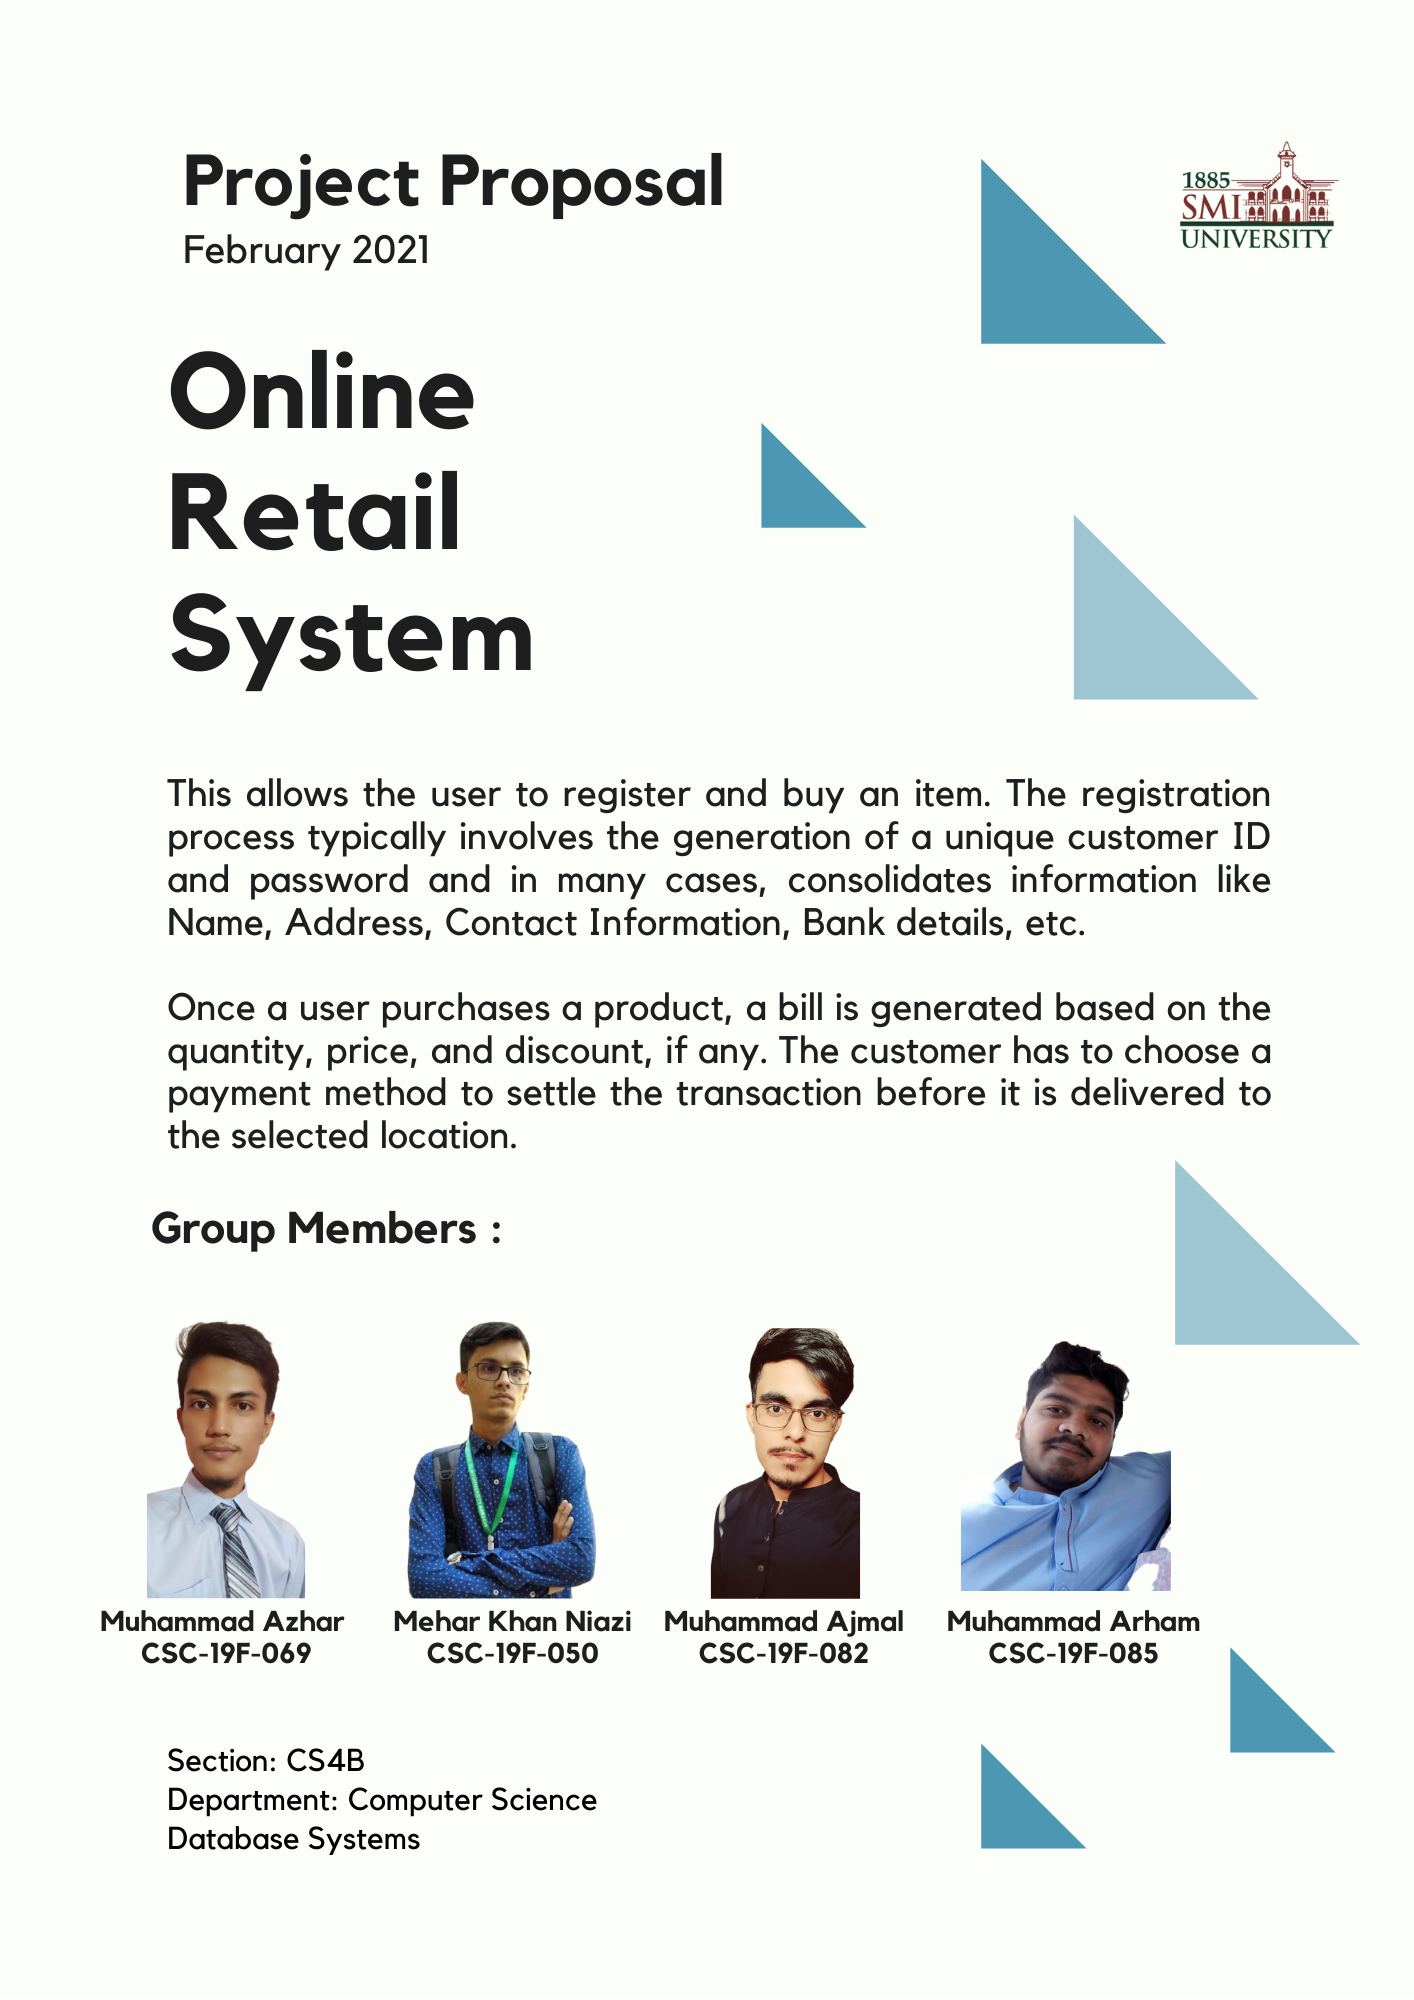 Project Proposal
February 2021
1885
SMI
UNIVERSITY
Online
Retail
System
This allows the user to register and buy an item. The registration
process typically involves the generation of a unique customer ID
and password and in many cases, consolidates information like
Name, Address, Contact Information, Bank details, etc.
Once a user purchases a product, a bill is generated based on the
quantity, price, and discount, if any. The customer has to choose a
payment method to settle the transaction before it is delivered to
the selected location.
Group Members :
Muhammad Azhar
CSC-19F-069
Mehar Khan Niazi
CSC-19F-050
Muhammad Ajmal
CSC-19F-082
Muhammad Arham
CSC-19F-085
Section: CS4B
Department: Computer Science
Database Systems